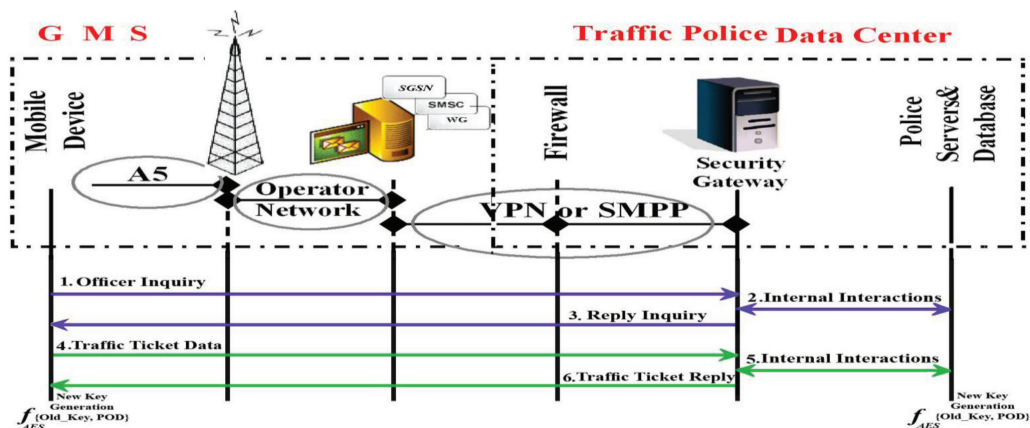 G M S
Traffic Police Data Center
Mobile
Device
SGSN
SMSC
WG
Firewall
Security
Gateway
Police
Servers&
Database
A5
Operator
Network
VPN or SMPP
1. Officer Inquiry
2.Internal Interactions
3. Reply Inquiry
4.Traffic Ticket Data
5.Internal Interactions
6.Traffic Ticket Reply
New Key
Generation
f AES {Old_Key, POD}
New Key
Generation
f AES {Old_Key, POD}